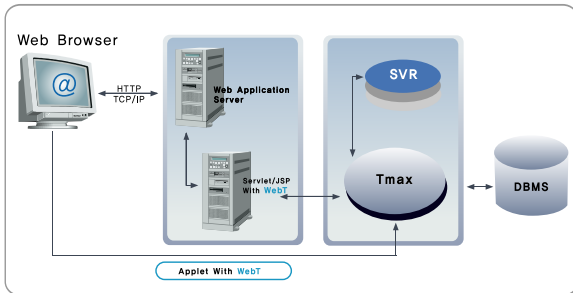 Web Browser
@
HTTP
TCP/IP
Web Application
Server
Servlet/JSP
With WebT
SVR
Tmax
DBMS
Applet With WebT